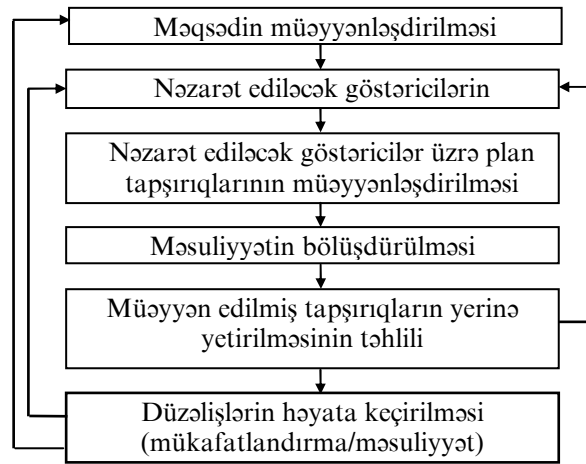 Məqsədin müəyyənləşdirilməsi
Nəzarət ediləcək göstəricilərin
Nəzarət ediləcək göstəricilər üzrə plan
tapşırıqlarının müəyyənləşdirilməsi
Məsuliyyətin bölüşdürülməsi
Müəyyən edilmiş tapşırıqların yerinə
yetirilməsinin təhlili
Düzəlişlərin həyata keçirilməsi
(mükafatlandırma/məsuliyyət)